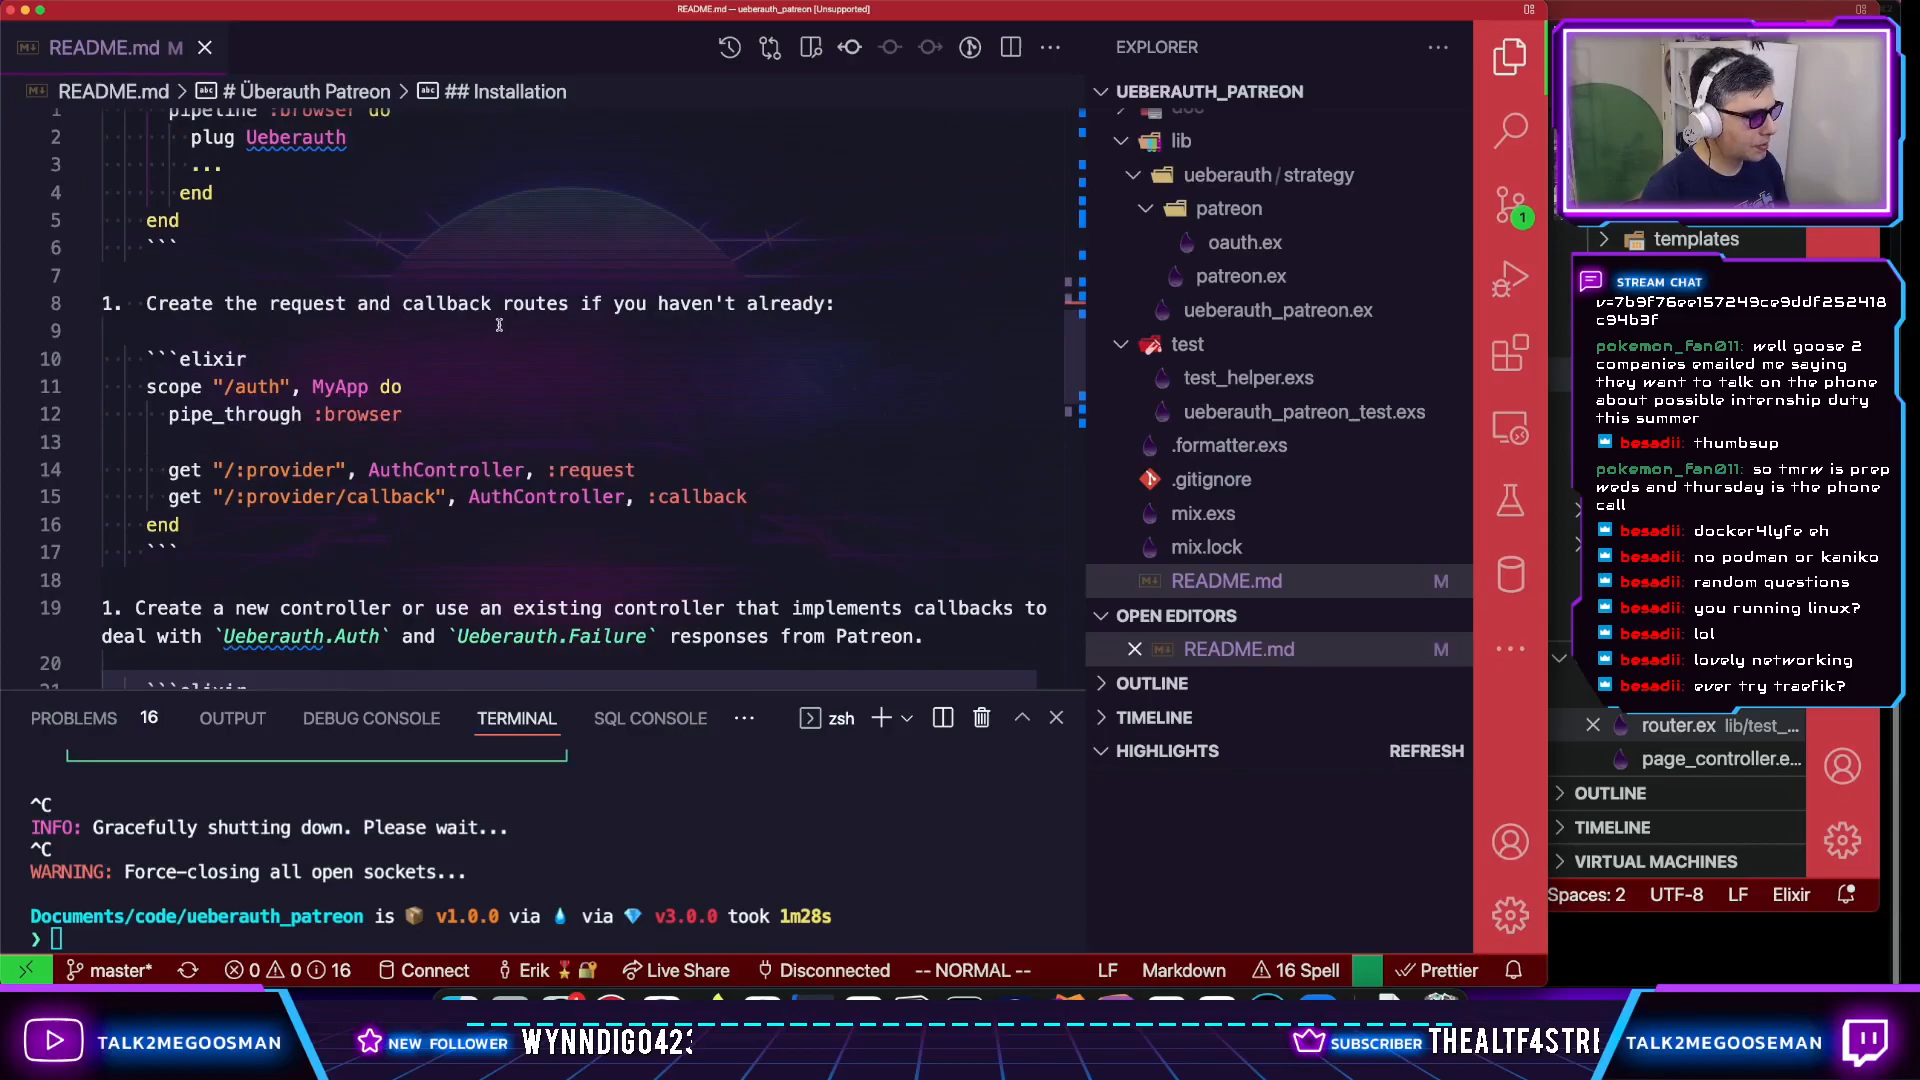 README.md — ueberauth_patreon [Unsupported]
README.md M
README.md > # Überauth Patreon > ## Installation
1 pipeline :browser do
2 plug Ueberauth
3 ...
4 end
5 end
6 ```
7
8 1. Create the request and callback routes if you haven't already:
9
10 ```elixir
11 scope "/auth", MyApp do
12 pipe_through :browser
13
14 get "/:provider", AuthController, :request
15 get "/:provider/callback", AuthController, :callback
16 end
17 ```
18
19 1. Create a new controller or use an existing controller that implements callbacks to
deal with `Ueberauth.Auth` and `Ueberauth.Failure` responses from Patreon.
20
21 ```elixir
PROBLEMS 16 OUTPUT DEBUG CONSOLE TERMINAL SQL CONSOLE zsh
^C
INFO: Gracefully shutting down. Please wait...
^C
WARNING: Force-closing all open sockets...
Documents/code/ueberauth_patreon is v1.0.0 via via v3.0.0 took 1m28s
❯
EXPLORER
UEBERAUTH_PATREON
doc
lib
ueberauth / strategy
patreon
oauth.ex
patreon.ex
ueberauth_patreon.ex
test
test_helper.exs
ueberauth_patreon_test.exs
.formatter.exs
.gitignore
mix.exs
mix.lock
README.md M
OPEN EDITORS
README.md M
OUTLINE
TIMELINE
HIGHLIGHTS REFRESH
1
templates
STREAM CHAT
v=7b9f76ee157249ce9ddf252418
c94b3f
pokemon_fan011: well goose 2
companies emailed me saying
they want to talk on the phone
about possible internship duty
this summer
besadii: thumbsup
pokemon_fan011: so tmrw is prep
weds and thursday is the phone
call
besadii: docker4lyfe eh
besadii: no podman or kaniko
besadii: random questions
besadii: you running linux?
besadii: lol
besadii: lovely networking
besadii: ever try traefik?
router.ex lib/test_...
page_controller.e...
OUTLINE
TIMELINE
VIRTUAL MACHINES
Spaces: 2 UTF-8 LF Elixir
master* 0 0 16 Connect Erik Live Share Disconnected -- NORMAL -- LF Markdown 16 Spell Prettier
TALK2MEGOOSMAN NEW FOLLOWER WYNNDIGO423 SUBSCRIBER THEALTF4STRE TALK2MEGOOSEMAN